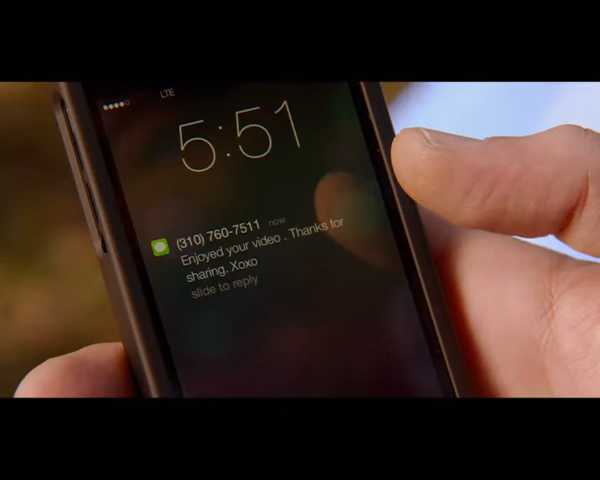 LTE
5:51
(310) 760-7511 now
Enjoyed your video . Thanks for
sharing. Xoxo
slide to reply